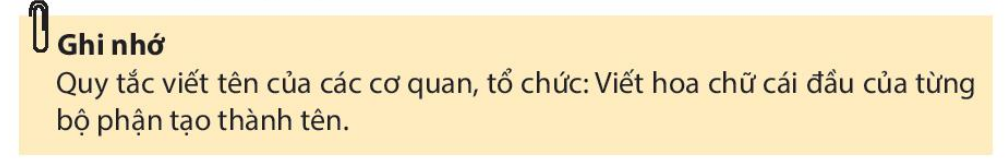 Ghi nhớ
Quy tắc viết tên của các cơ quan, tổ chức: Viết hoa chữ cái đầu của từng
bộ phận tạo thành tên.